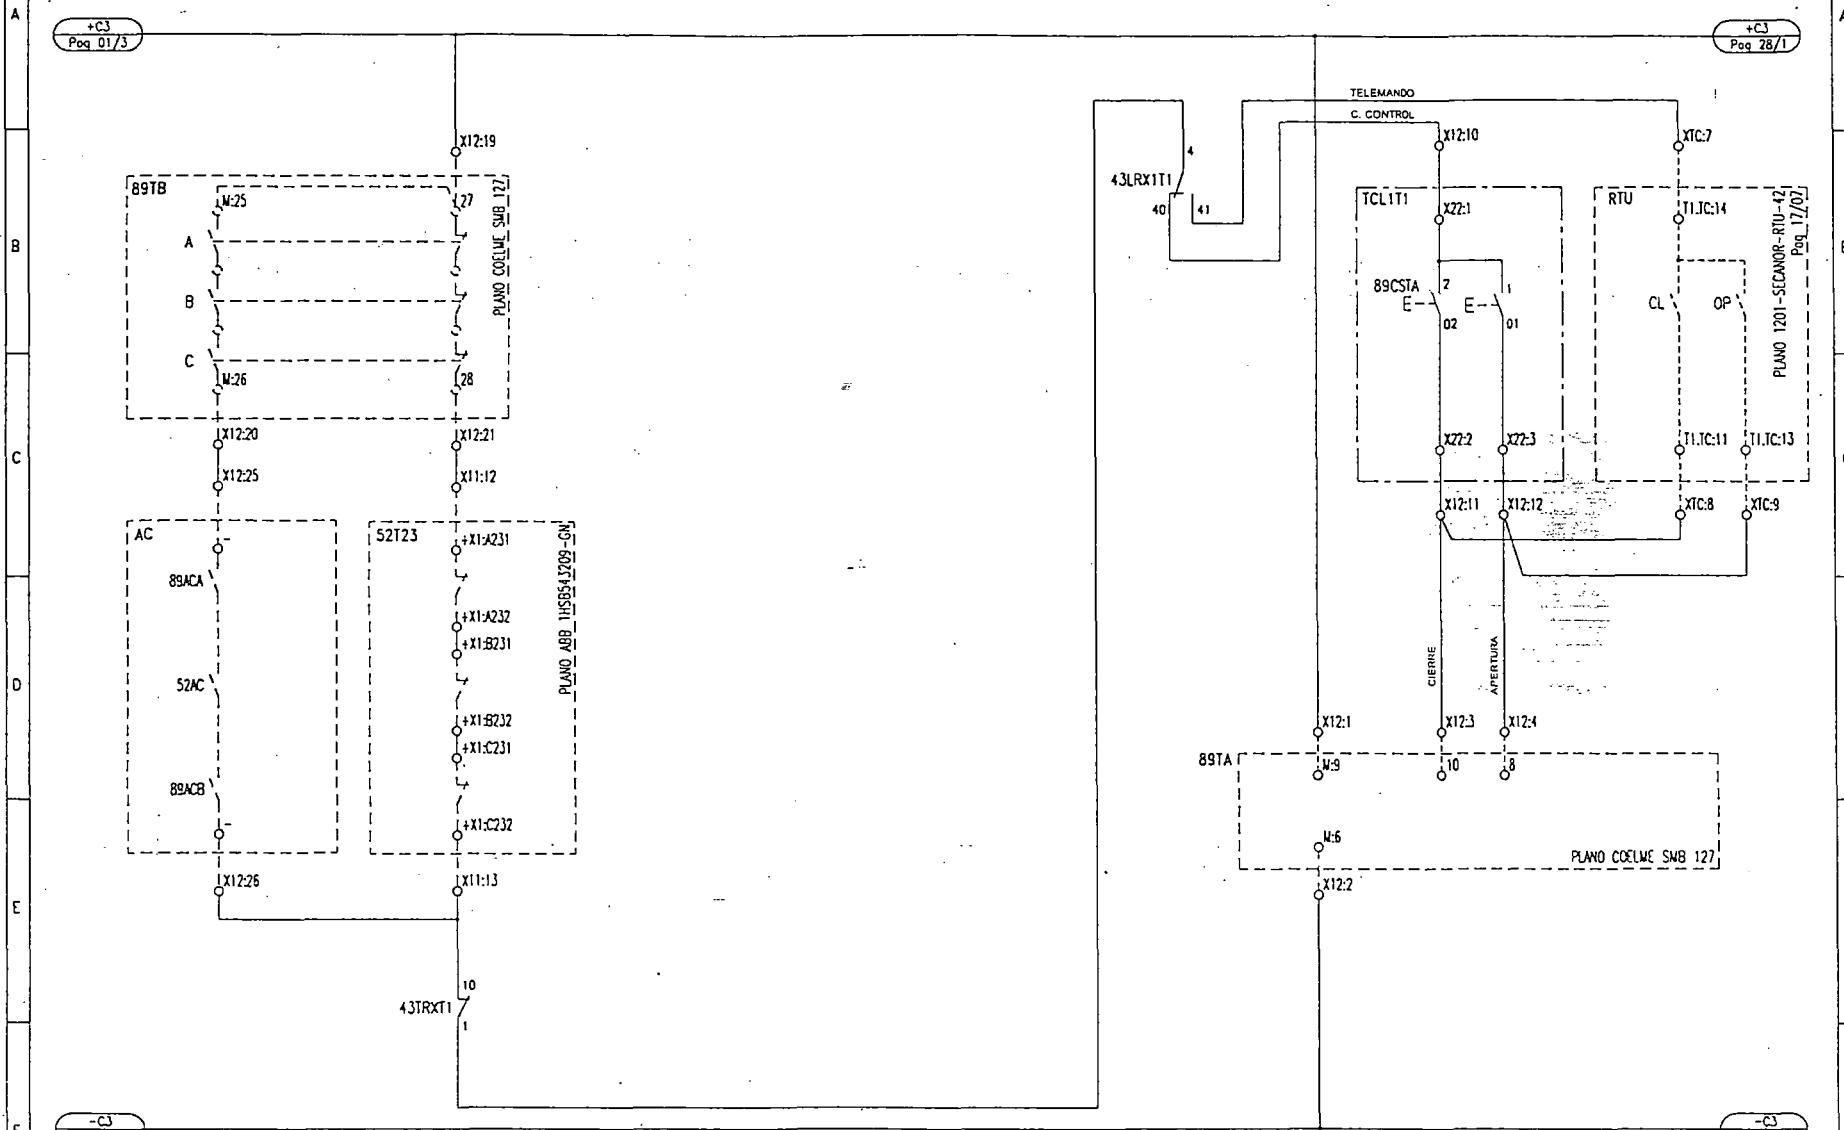 A
+C3
Pag 01/3
+C3
Pag 28/1
TELEMANDO
C. CONTROL
X12:19
X12:10
XTC:7
4
43LRX1T1
40
41
89TB
M:25
27
PLANO COELME SMB 127
TCL1T1
X22:1
RTU
T1.TC:14
PLANO 1201-SECANOR-RTU-42
Pag 17/07
B
A
B
89CSTA
2
1
E
E
02
01
CL
OP
C
M:26
28
C
X12:20
X12:21
X22:2
X22:3
T1.TC:11
T1.TC:13
X12:25
X11:12
X12:11
X12:12
XTC:8
XTC:9
AC
-
52T23
+X1:A231
PLANO ABB 1HSB543209-GN
89ACA
+X1:A232
+X1:B231
D
52AC
CIERRE
APERTURA
+X1:B232
+X1:C231
X12:1
X12:3
X12:4
89TA
M:9
10
8
89ACB
-
+X1:C232
M:6
PLANO COELME SMB 127
X12:26
X11:13
X12:2
E
10
43TRXT1
1
-C3
-C3